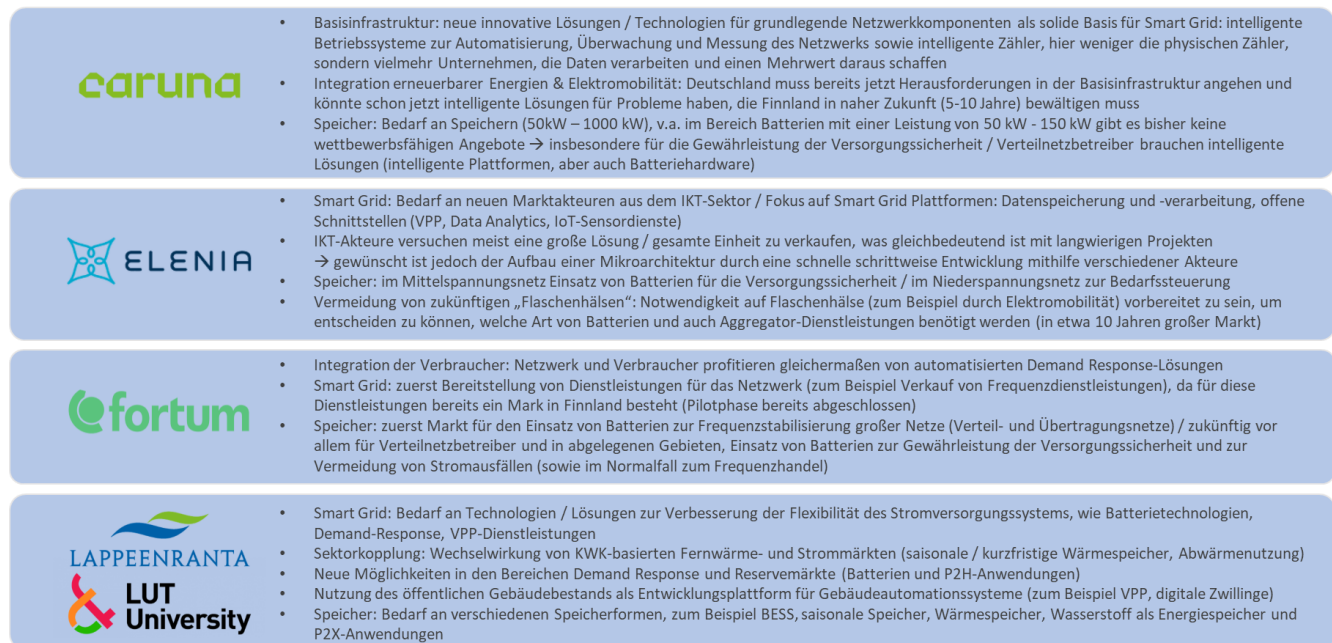 caruna
• Basisinfrastruktur: neue innovative Lösungen / Technologien für grundlegende Netzwerkkomponenten als solide Basis für Smart Grid: intelligente
Betriebssysteme zur Automatisierung, Überwachung und Messung des Netzwerks sowie intelligente Zähler, hier weniger die physischen Zähler,
sondern vielmehr Unternehmen, die Daten verarbeiten und einen Mehrwert daraus schaffen
• Integration erneuerbarer Energien & Elektromobilität: Deutschland muss bereits jetzt Herausforderungen in der Basisinfrastruktur angehen und
könnte schon jetzt intelligente Lösungen für Probleme haben, die Finnland in naher Zukunft (5-10 Jahre) bewältigen muss
• Speicher: Bedarf an Speichern (50kW – 1000 kW), v.a. im Bereich Batterien mit einer Leistung von 50 kW - 150 kW gibt es bisher keine
wettbewerbsfähigen Angebote → insbesondere für die Gewährleistung der Versorgungssicherheit / Verteilnetzbetreiber brauchen intelligente
Lösungen (intelligente Plattformen, aber auch Batteriehardware)
ELENIA
• Smart Grid: Bedarf an neuen Marktakteuren aus dem IKT-Sektor / Fokus auf Smart Grid Plattformen: Datenspeicherung und -verarbeitung, offene
Schnittstellen (VPP, Data Analytics, IoT-Sensordienste)
• IKT-Akteure versuchen meist eine große Lösung / gesamte Einheit zu verkaufen, was gleichbedeutend ist mit langwierigen Projekten
→ gewünscht ist jedoch der Aufbau einer Mikroarchitektur durch eine schnelle schrittweise Entwicklung mithilfe verschiedener Akteure
• Speicher: im Mittelspannungsnetz Einsatz von Batterien für die Versorgungssicherheit / im Niederspannungsnetz zur Bedarfssteuerung
• Vermeidung von zukünftigen „Flaschenhälsen“: Notwendigkeit auf Flaschenhälse (zum Beispiel durch Elektromobilität) vorbereitet zu sein, um
entscheiden zu können, welche Art von Batterien und auch Aggregator-Dienstleistungen benötigt werden (in etwa 10 Jahren großer Markt)
fortum
• Integration der Verbraucher: Netzwerk und Verbraucher profitieren gleichermaßen von automatisierten Demand Response-Lösungen
• Smart Grid: zuerst Bereitstellung von Dienstleistungen für das Netzwerk (zum Beispiel Verkauf von Frequenzdienstleistungen), da für diese
Dienstleistungen bereits ein Mark in Finnland besteht (Pilotphase bereits abgeschlossen)
• Speicher: zuerst Markt für den Einsatz von Batterien zur Frequenzstabilisierung großer Netze (Verteil- und Übertragungsnetze) / zukünftig vor
allem für Verteilnetzbetreiber und in abgelegenen Gebieten, Einsatz von Batterien zur Gewährleistung der Versorgungssicherheit und zur
Vermeidung von Stromausfällen (sowie im Normalfall zum Frequenzhandel)
LAPPEENRANTA
LUT
University
• Smart Grid: Bedarf an Technologien / Lösungen zur Verbesserung der Flexibilität des Stromversorgungssystems, wie Batterietechnologien,
Demand-Response, VPP-Dienstleistungen
• Sektorkopplung: Wechselwirkung von KWK-basierten Fernwärme- und Strommärkten (saisonale / kurzfristige Wärmespeicher, Abwärmenutzung)
• Neue Möglichkeiten in den Bereichen Demand Response und Reservemärkte (Batterien und P2H-Anwendungen)
• Nutzung des öffentlichen Gebäudebestands als Entwicklungsplattform für Gebäudeautomationssysteme (zum Beispiel VPP, digitale Zwillinge)
• Speicher: Bedarf an verschiedenen Speicherformen, zum Beispiel BESS, saisonale Speicher, Wärmespeicher, Wasserstoff als Energiespeicher und
P2X-Anwendungen